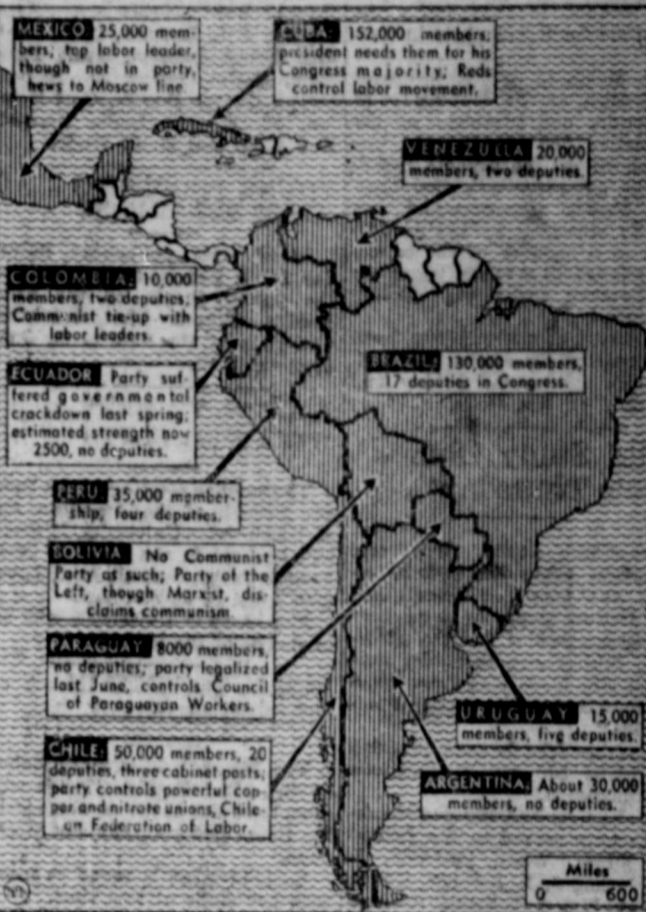 MEXICO 25,000 mem-
bers; top labor leader,
though not in party,
hews to Moscow line.
CUBA: 152,000 members;
president needs them for his
Congress majority; Reds
control labor movement.
VENEZUELA 20,000
members, two deputies.
COLOMBIA: 10,000
members, two deputies;
Communist tie-up with
labor leaders.
ECUADOR Party suf-
fered governmental
crackdown last spring;
estimated strength now
2500, no deputies.
BRAZIL: 130,000 members,
17 deputies in Congress.
PERU: 35,000 member-
ship, four deputies.
BOLIVIA No Communist
Party as such; Party of the
Left, though Marxist, dis-
claims communism.
PARAGUAY 8000 members,
no deputies; party legalized
last June, controls Council
of Paraguayan Workers.
CHILE: 50,000 members, 20
deputies, three cabinet posts;
party controls powerful cop-
per and nitrate unions, Chile-
an Federation of Labor.
URUGUAY 15,000
members, five deputies.
ARGENTINA: About 30,000
members, no deputies.
Miles
0 600
3